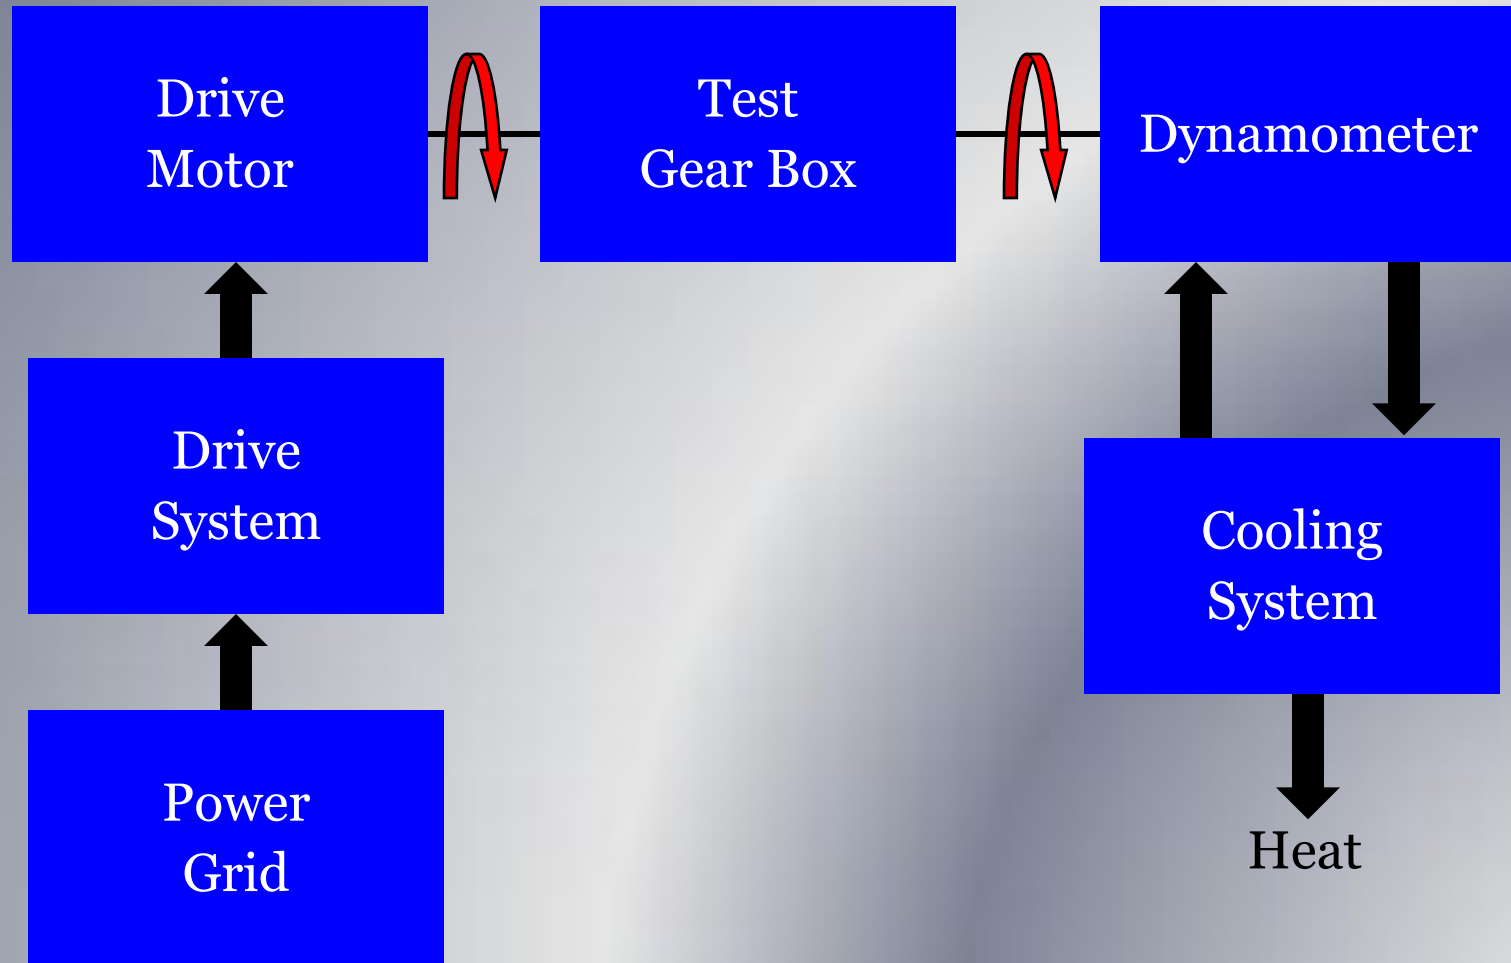 Drive
Motor
Test
Gear Box
Dynamometer
Drive
System
Cooling
System
Power
Grid
Heat